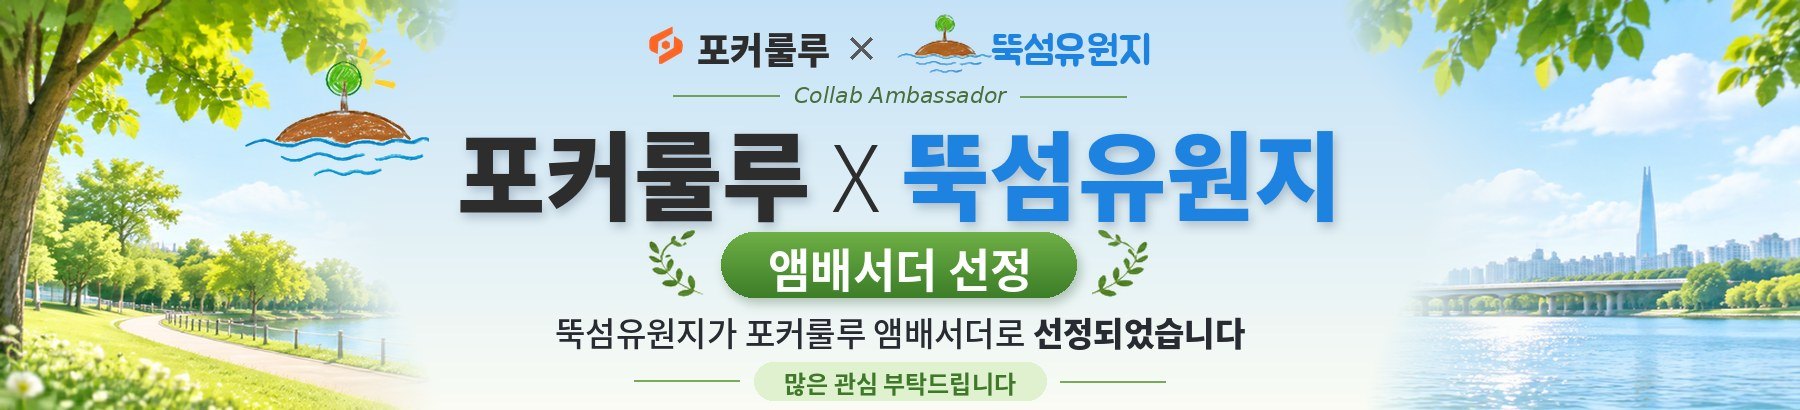 포커룰루 × 뚝섬유원지
Collab Ambassador
포커룰루 X 뚝섬유원지
앰배서더 선정
뚝섬유원지가 포커룰루 앰배서더로 선정되었습니다
많은 관심 부탁드립니다